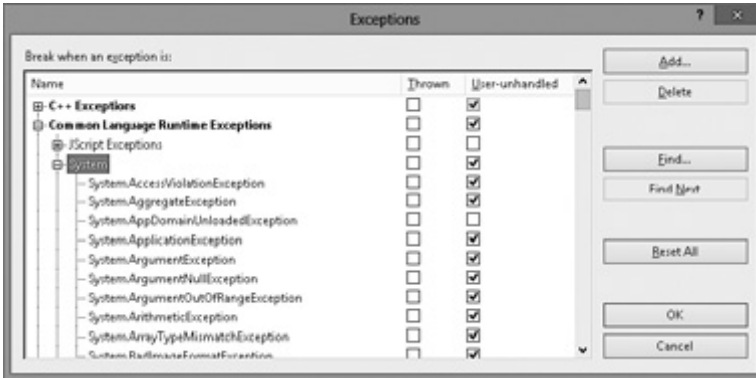 Exceptions
Break when an exception is:
Name Thrown User-unhandled
C++ Exceptions
Common Language Runtime Exceptions
JScript Exceptions
System
System.AccessViolationException
System.AggregateException
System.AppDomainUnloadedException
System.ApplicationException
System.ArgumentException
System.ArgumentNullException
System.ArgumentOutOfRangeException
System.ArithmeticException
System.ArrayTypeMismatchException
System.BadImageFormatException
Add...
Delete
Find...
Find Next
Reset All
OK
Cancel